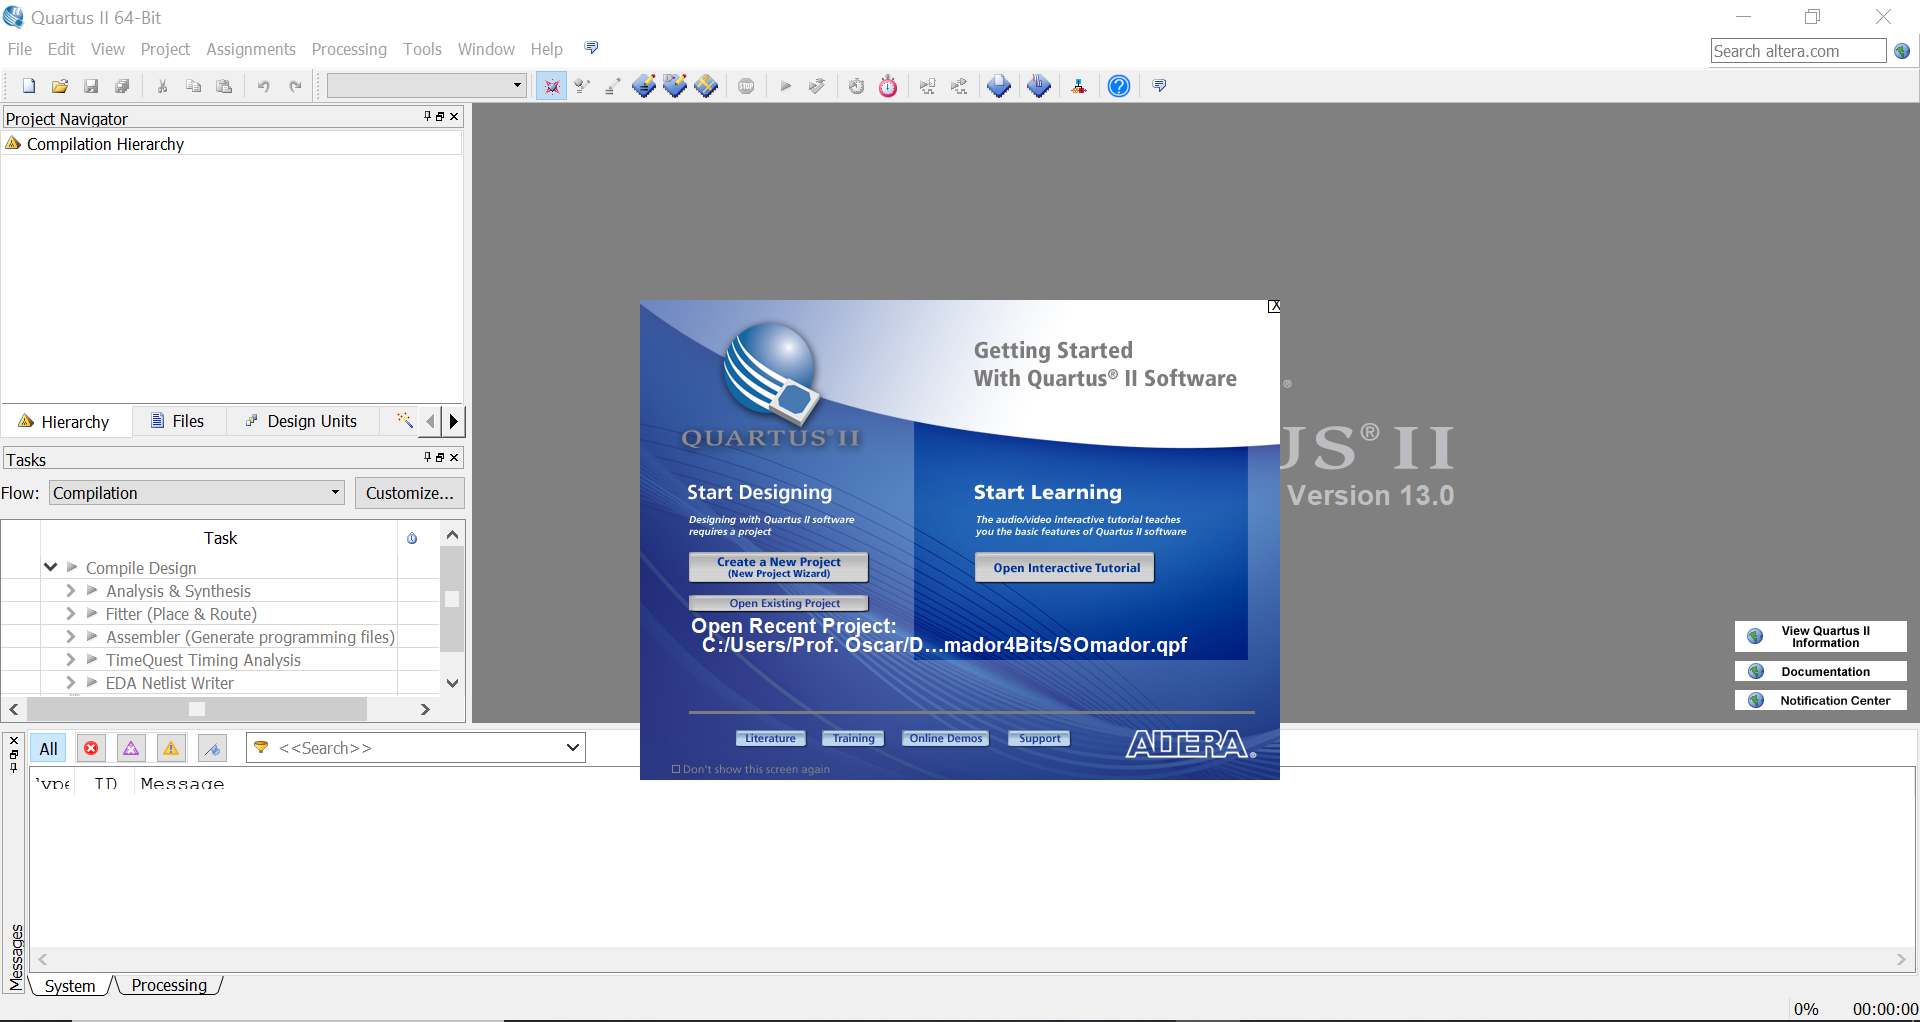 Quartus II 64-Bit
File Edit View Project Assignments Processing Tools Window Help
Search altera.com
STOP
Project Navigator
Compilation Hierarchy
Hierarchy Files Design Units
Tasks
Flow: Compilation Customize...
Task
Compile Design
Analysis & Synthesis
Fitter (Place & Route)
Assembler (Generate programming files)
TimeQuest Timing Analysis
EDA Netlist Writer
X
Getting Started
With Quartus® II Software
QUARTUS® II
Start Designing
Designing with Quartus II software
requires a project
Create a New Project
(New Project Wizard)
Open Existing Project
Open Recent Project:
C:/Users/Prof. Oscar/D...mador4Bits/SOmador.qpf
Start Learning
The audio/video interactive tutorial teaches
you the basic features of Quartus II software
Open Interactive Tutorial
Literature Training Online Demos Support
ALTERA®
Don't show this screen again
®
US® II
Version 13.0
View Quartus II
Information
Documentation
Notification Center
All <<Search>>
ID Message
Messages
System Processing
0% 00:00:00